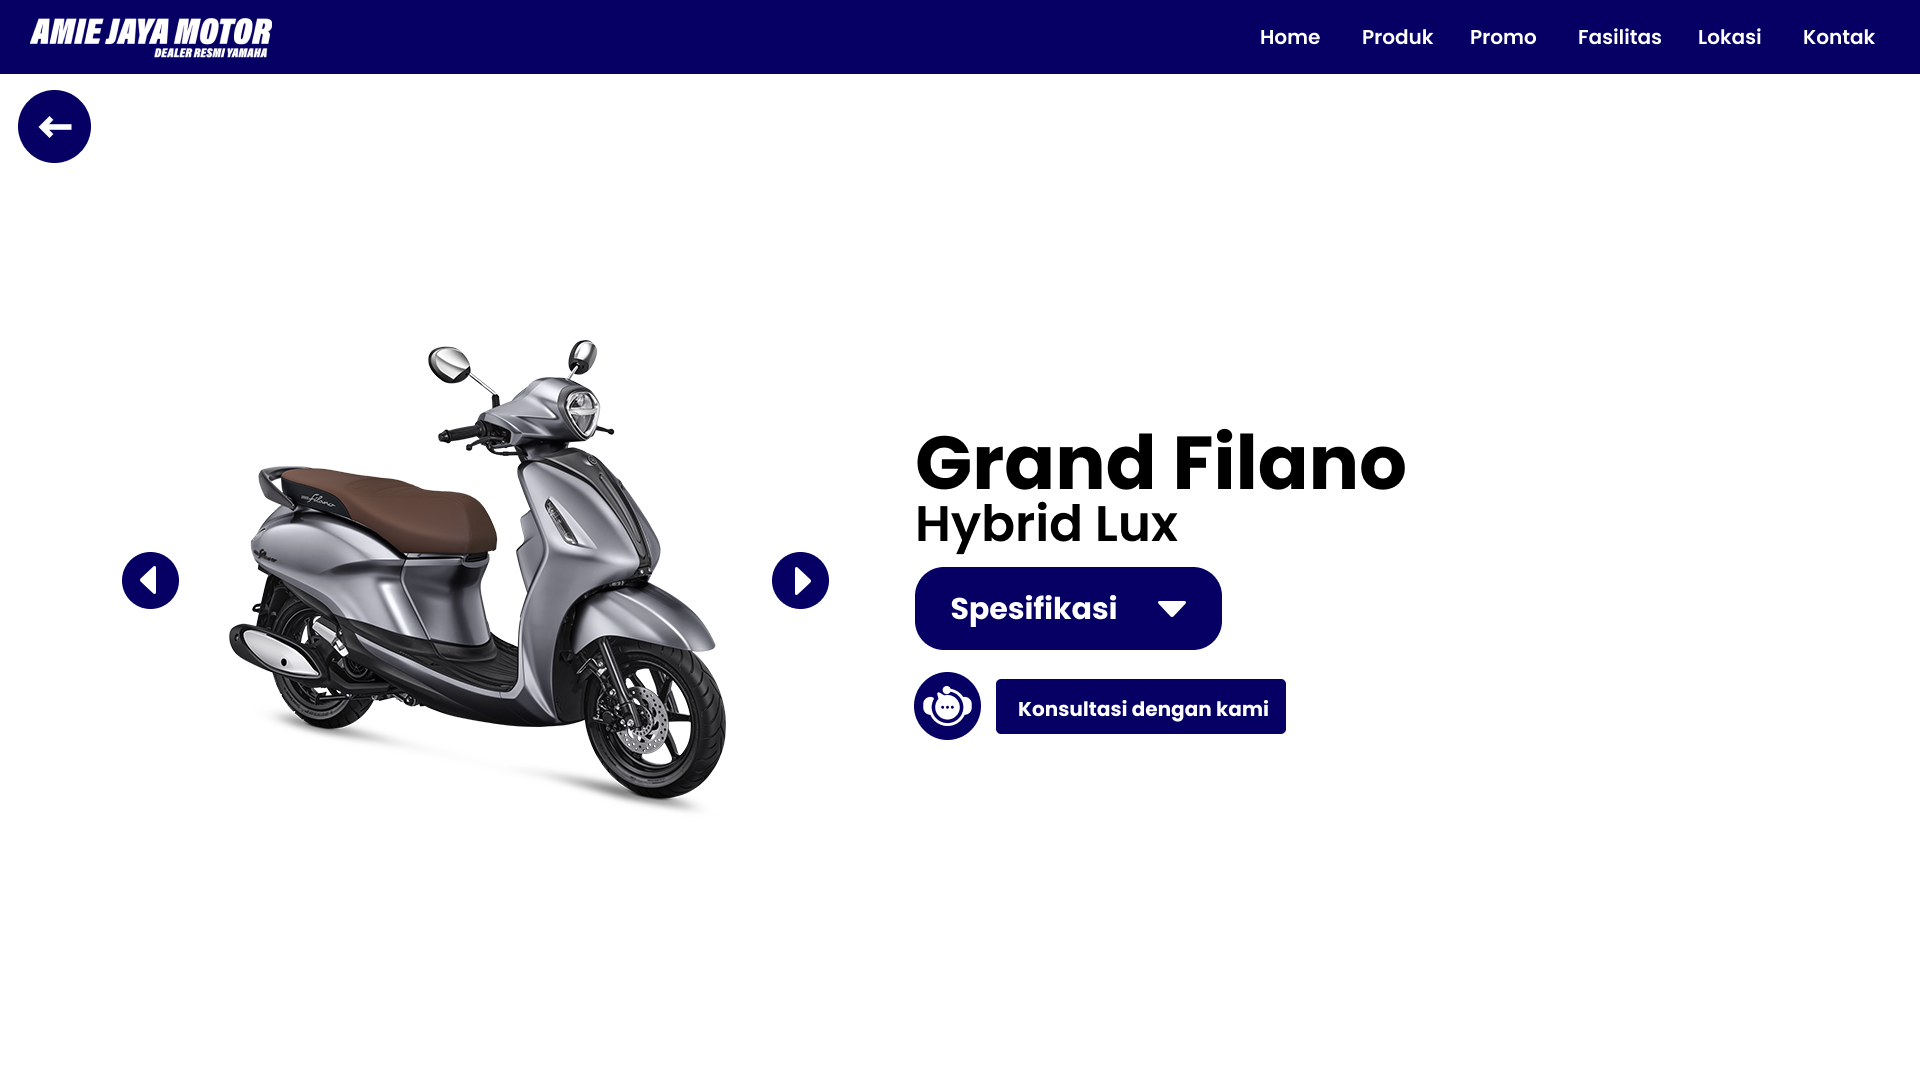 AMIE JAYA MOTOR
DEALER RESMI YAMAHA
Home
Produk
Promo
Fasilitas
Lokasi
Kontak
filano
Grand Filano
Hybrid Lux
Spesifikasi
Konsultasi dengan kami